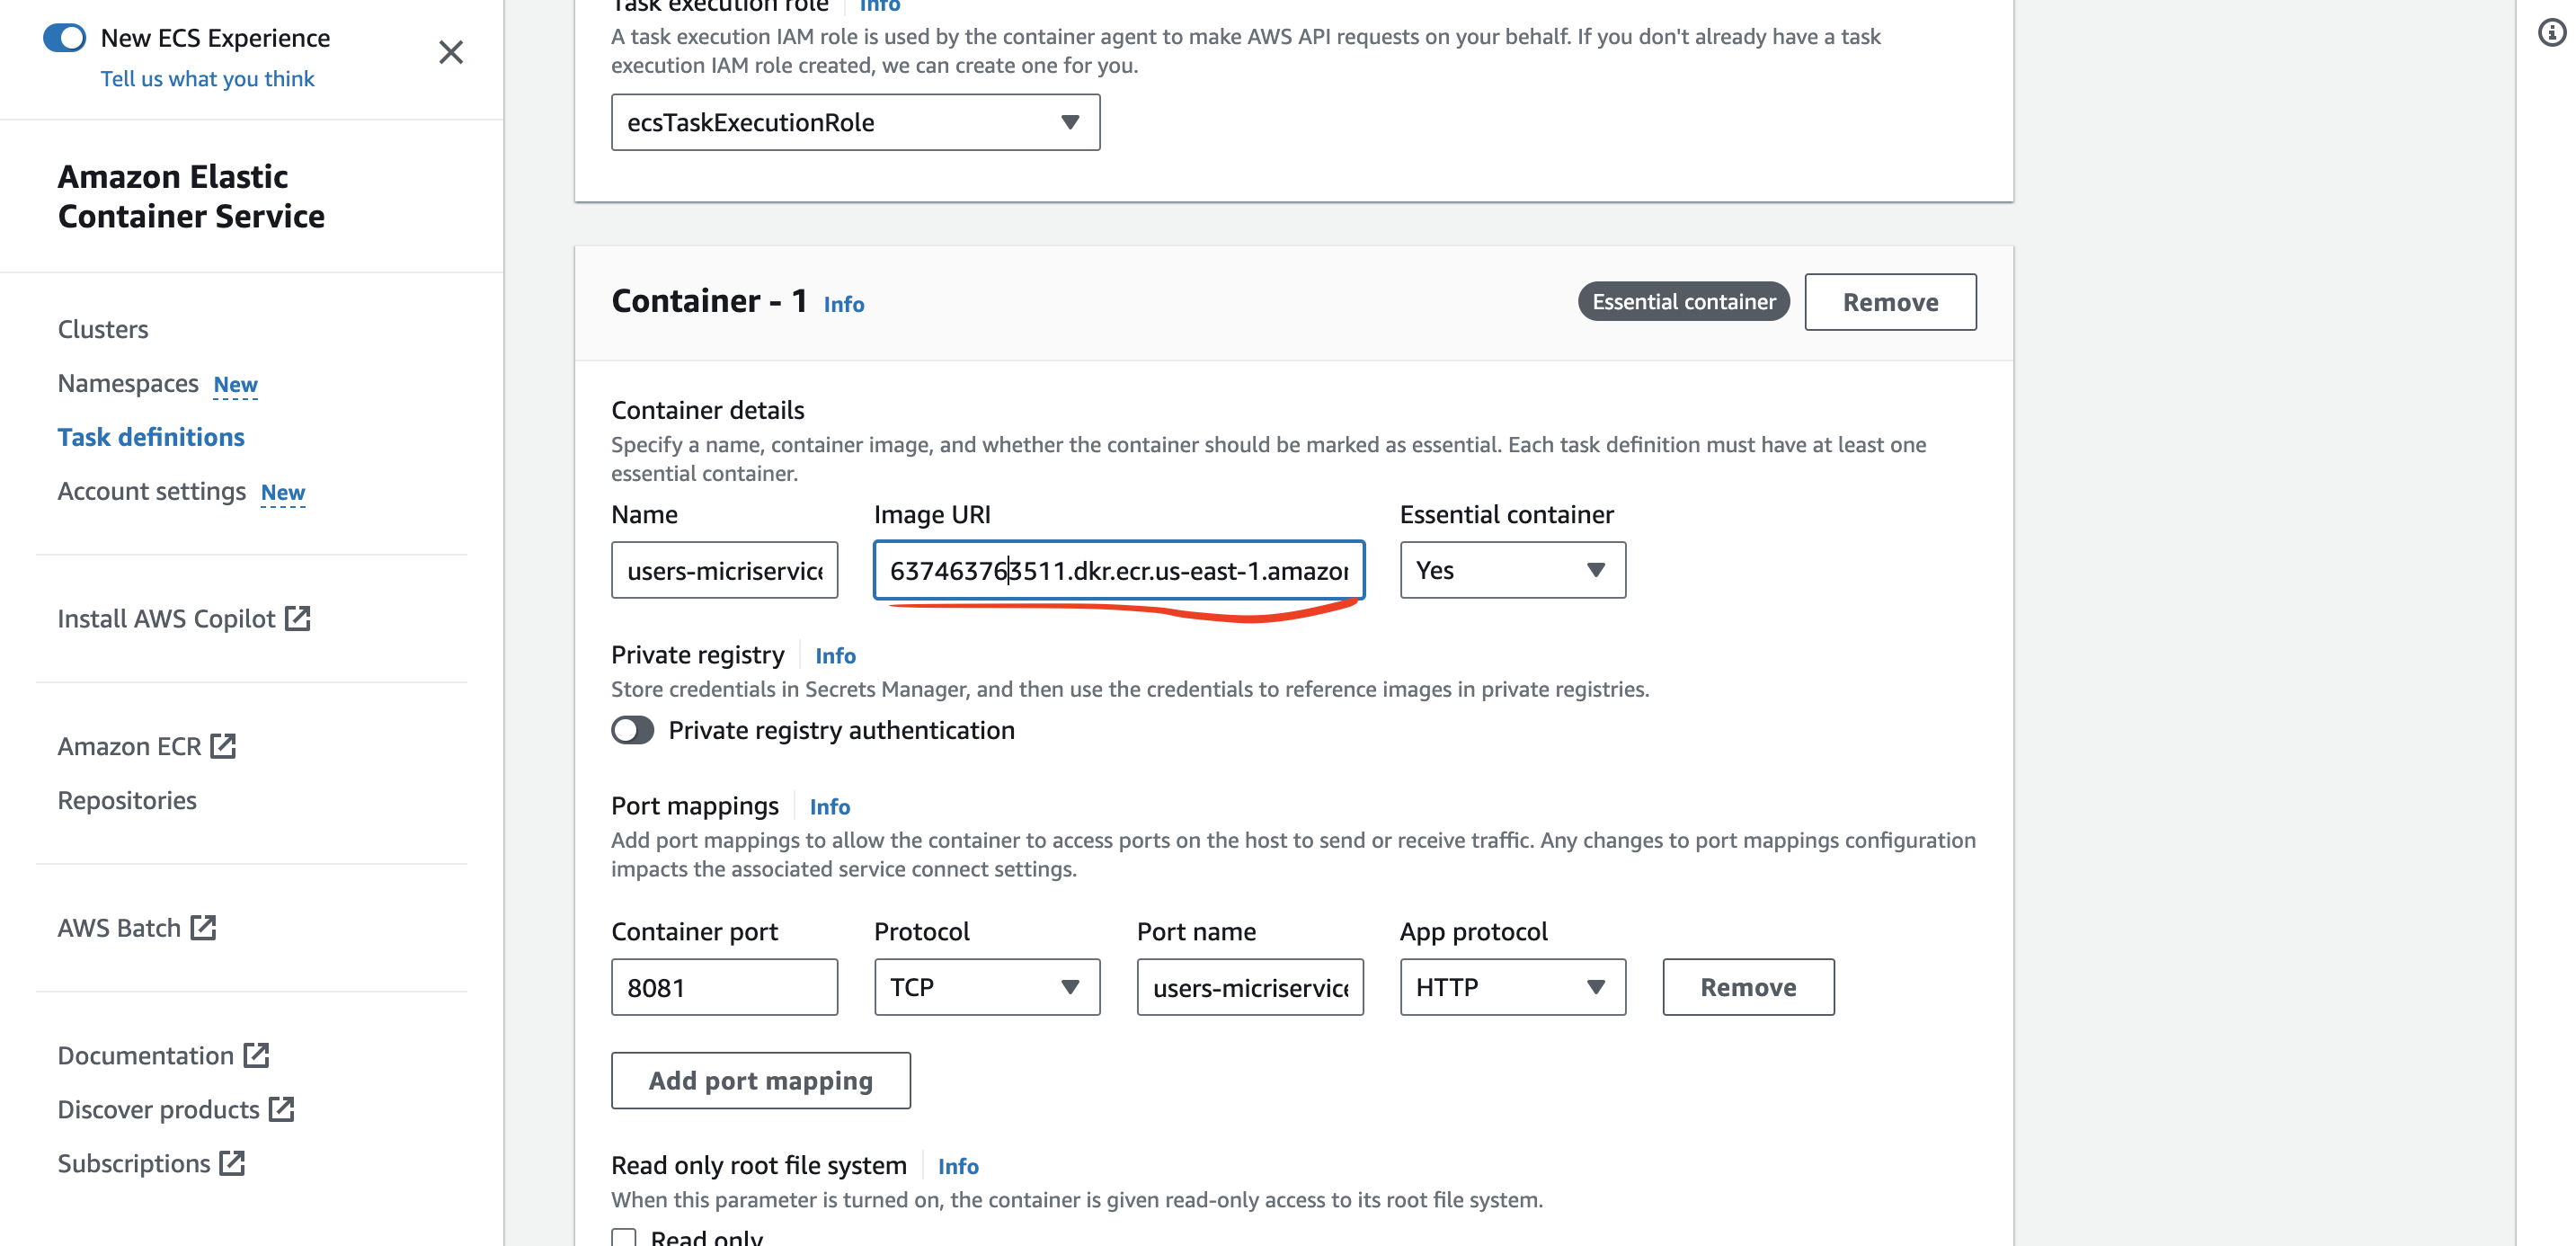 New ECS Experience
Tell us what you think
Amazon Elastic
Container Service
Clusters
Namespaces New
Task definitions
Account settings New
Install AWS Copilot
Amazon ECR
Repositories
AWS Batch
Documentation
Discover products
Subscriptions
Task execution role Info
A task execution IAM role is used by the container agent to make AWS API requests on your behalf. If you don't already have a task
execution IAM role created, we can create one for you.
ecsTaskExecutionRole
Container - 1 Info
Essential container
Remove
Container details
Specify a name, container image, and whether the container should be marked as essential. Each task definition must have at least one
essential container.
Name Image URI Essential container
users-micriservice 637463763511.dkr.ecr.us-east-1.amazon Yes
Private registry Info
Store credentials in Secrets Manager, and then use the credentials to reference images in private registries.
Private registry authentication
Port mappings Info
Add port mappings to allow the container to access ports on the host to send or receive traffic. Any changes to port mappings configuration
impacts the associated service connect settings.
Container port Protocol Port name App protocol
8081 TCP users-micriservice HTTP Remove
Add port mapping
Read only root file system Info
When this parameter is turned on, the container is given read-only access to its root file system.
Read only